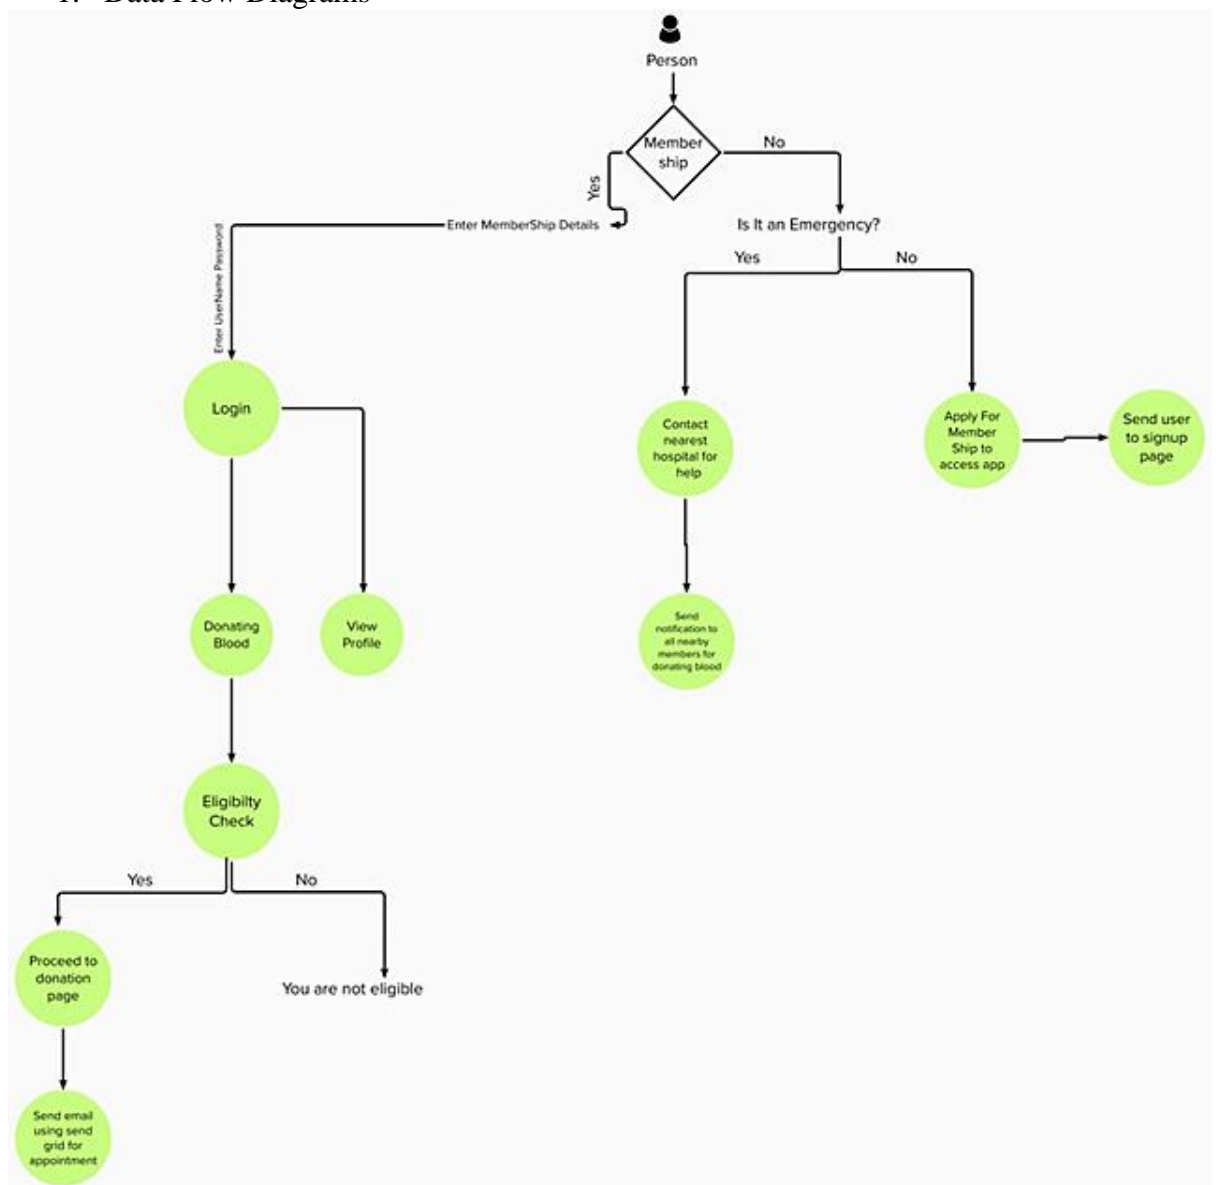 1. Data Flow Diagrams
Person
Member
ship
No
Yes
Enter MemberShip Details
Is It an Emergency?
Enter UserName Password
Yes
No
Login
Contact
nearest
hospital for
help
Apply For
Member
Ship to
access app
Send user
to signup
page
Donating
Blood
View
Profile
Send
notification to
all nearby
members for
donating blood
Eligibilty
Check
Yes
No
Proceed to
donation
page
You are not eligible
Send email
using send
grid for
appointment